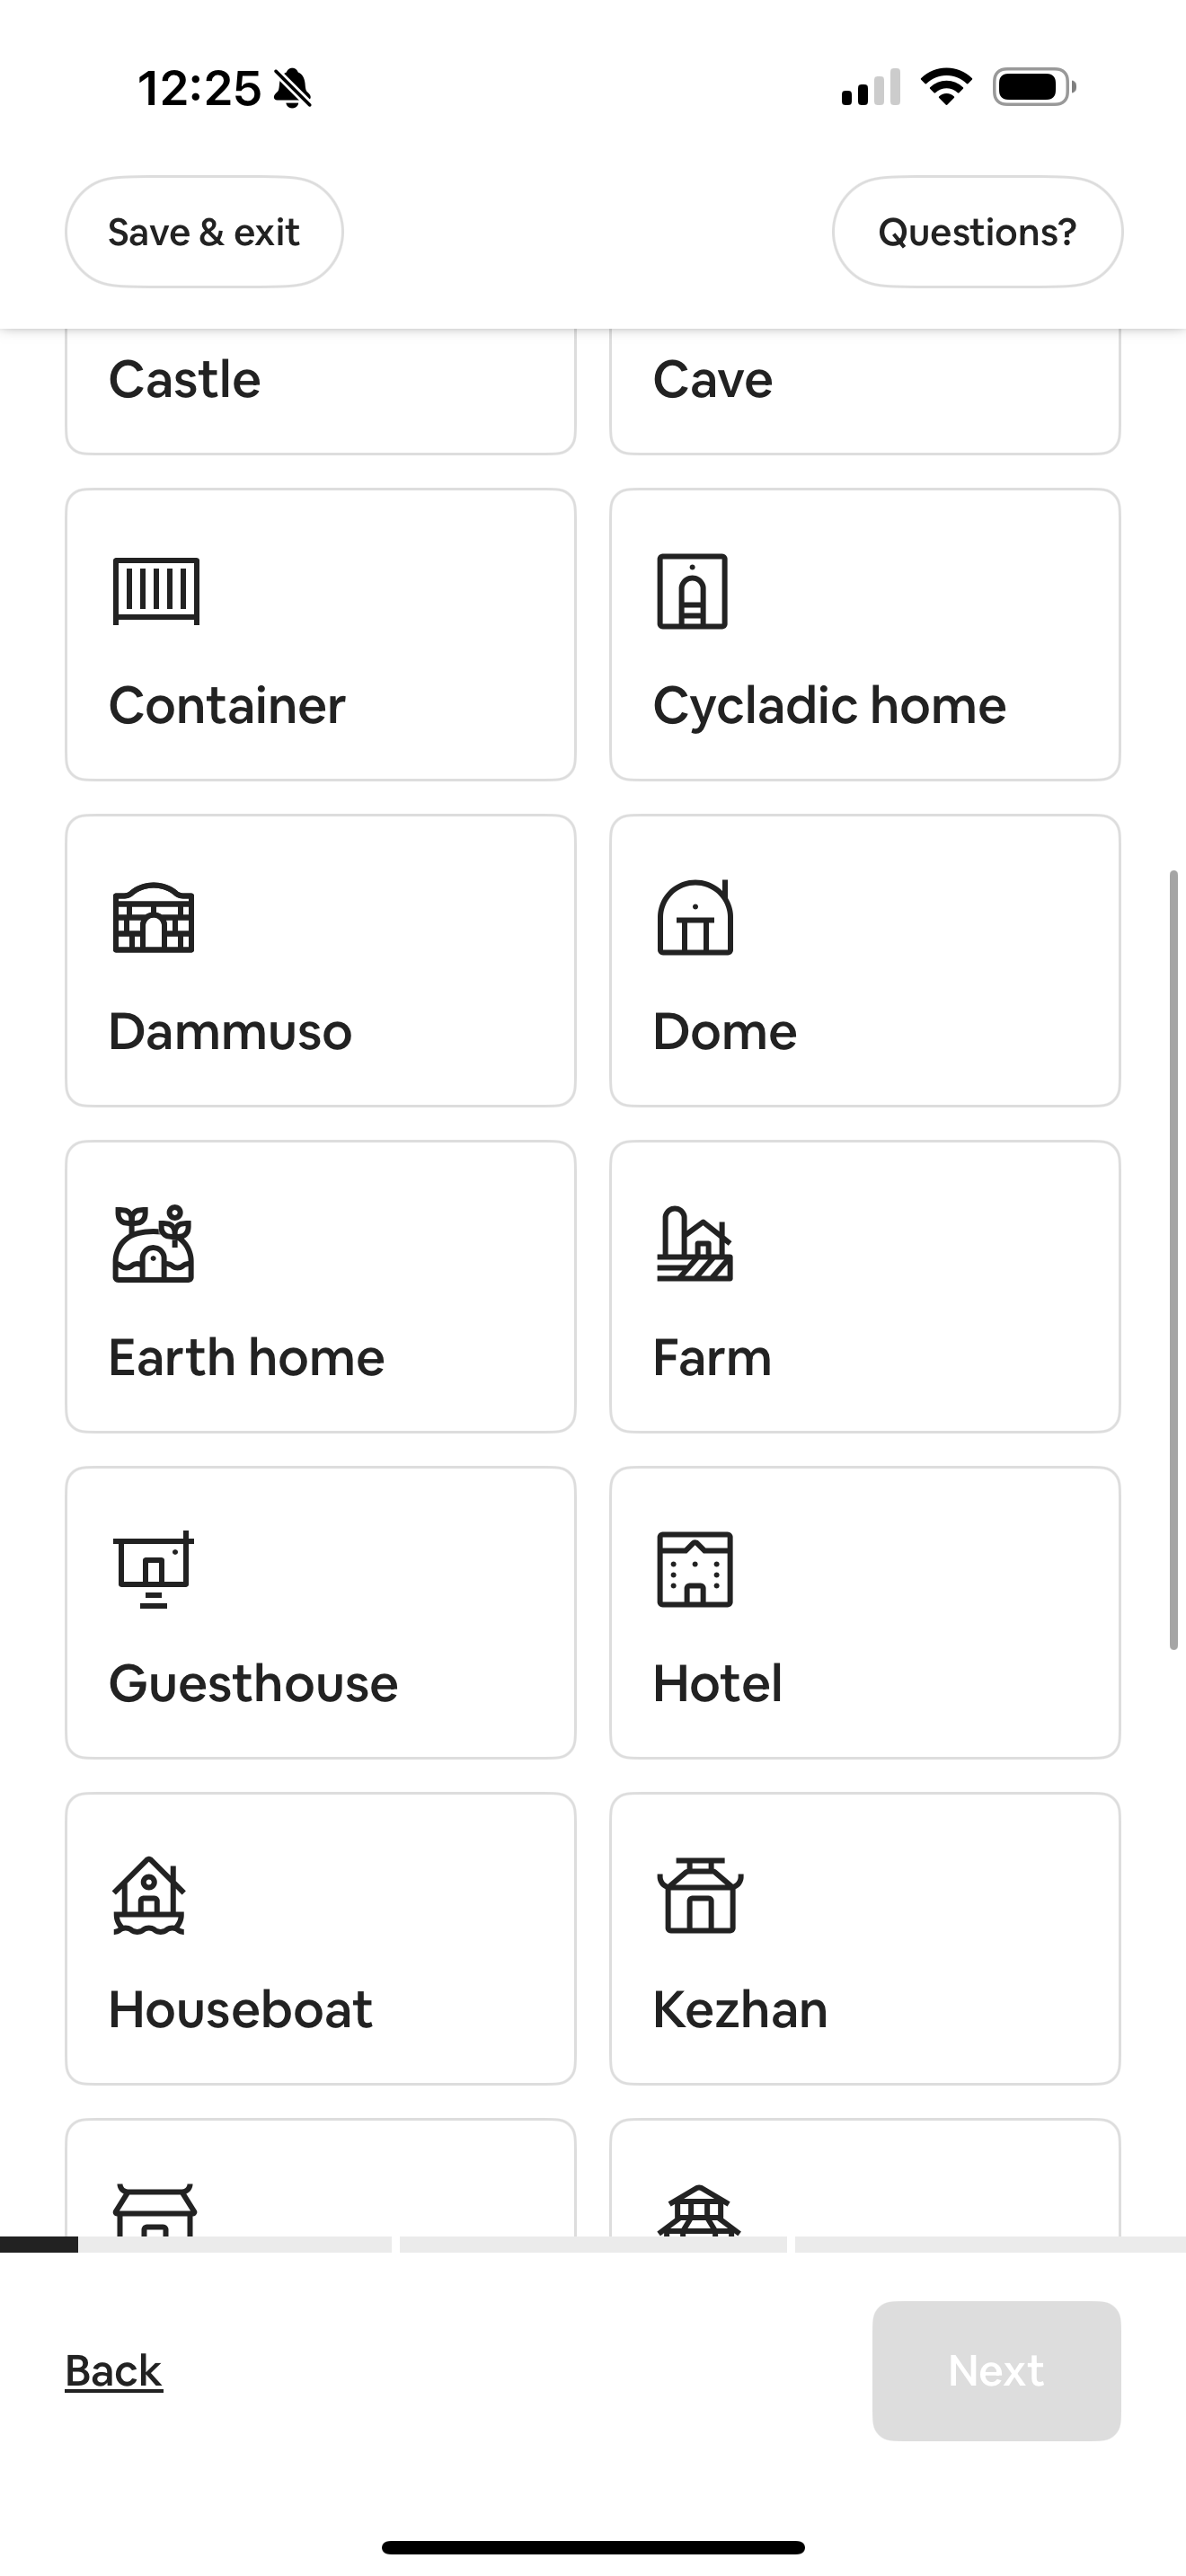 12:25
Save & exit
Questions?
Castle
Cave
Container
Cycladic home
Dammuso
Dome
Earth home
Farm
Guesthouse
Hotel
Houseboat
Kezhan
Back
Next